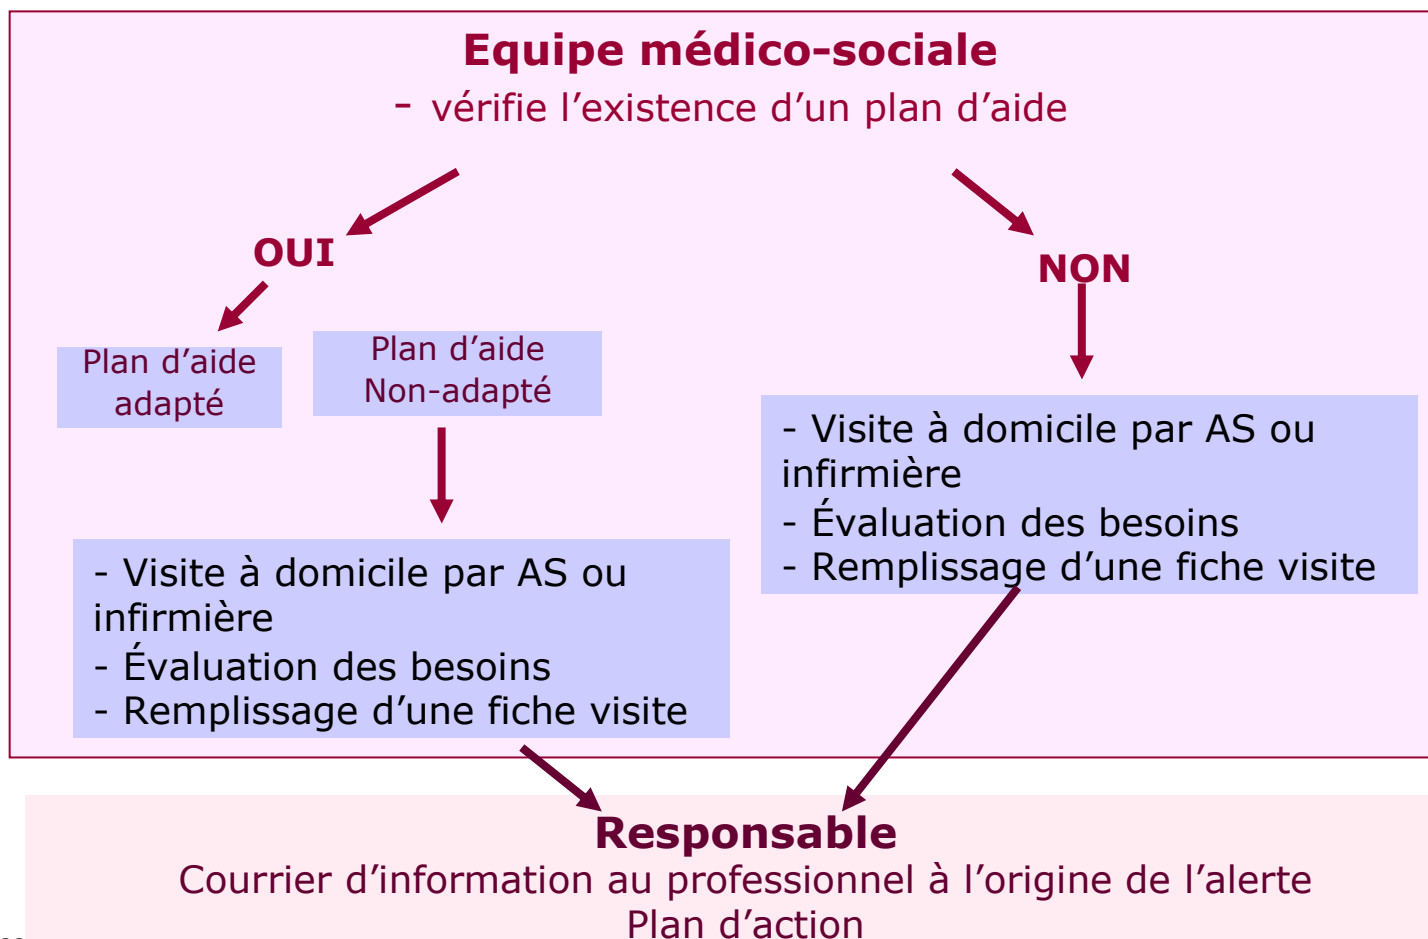 Equipe médico-sociale
- vérifie l’existence d’un plan d’aide
OUI
NON
Plan d’aide
adapté
Plan d’aide
Non-adapté
- Visite à domicile par AS ou
infirmière
- Évaluation des besoins
- Remplissage d’une fiche visite
- Visite à domicile par AS ou
infirmière
- Évaluation des besoins
- Remplissage d’une fiche visite
Responsable
Courrier d’information au professionnel à l’origine de l’alerte
Plan d’action